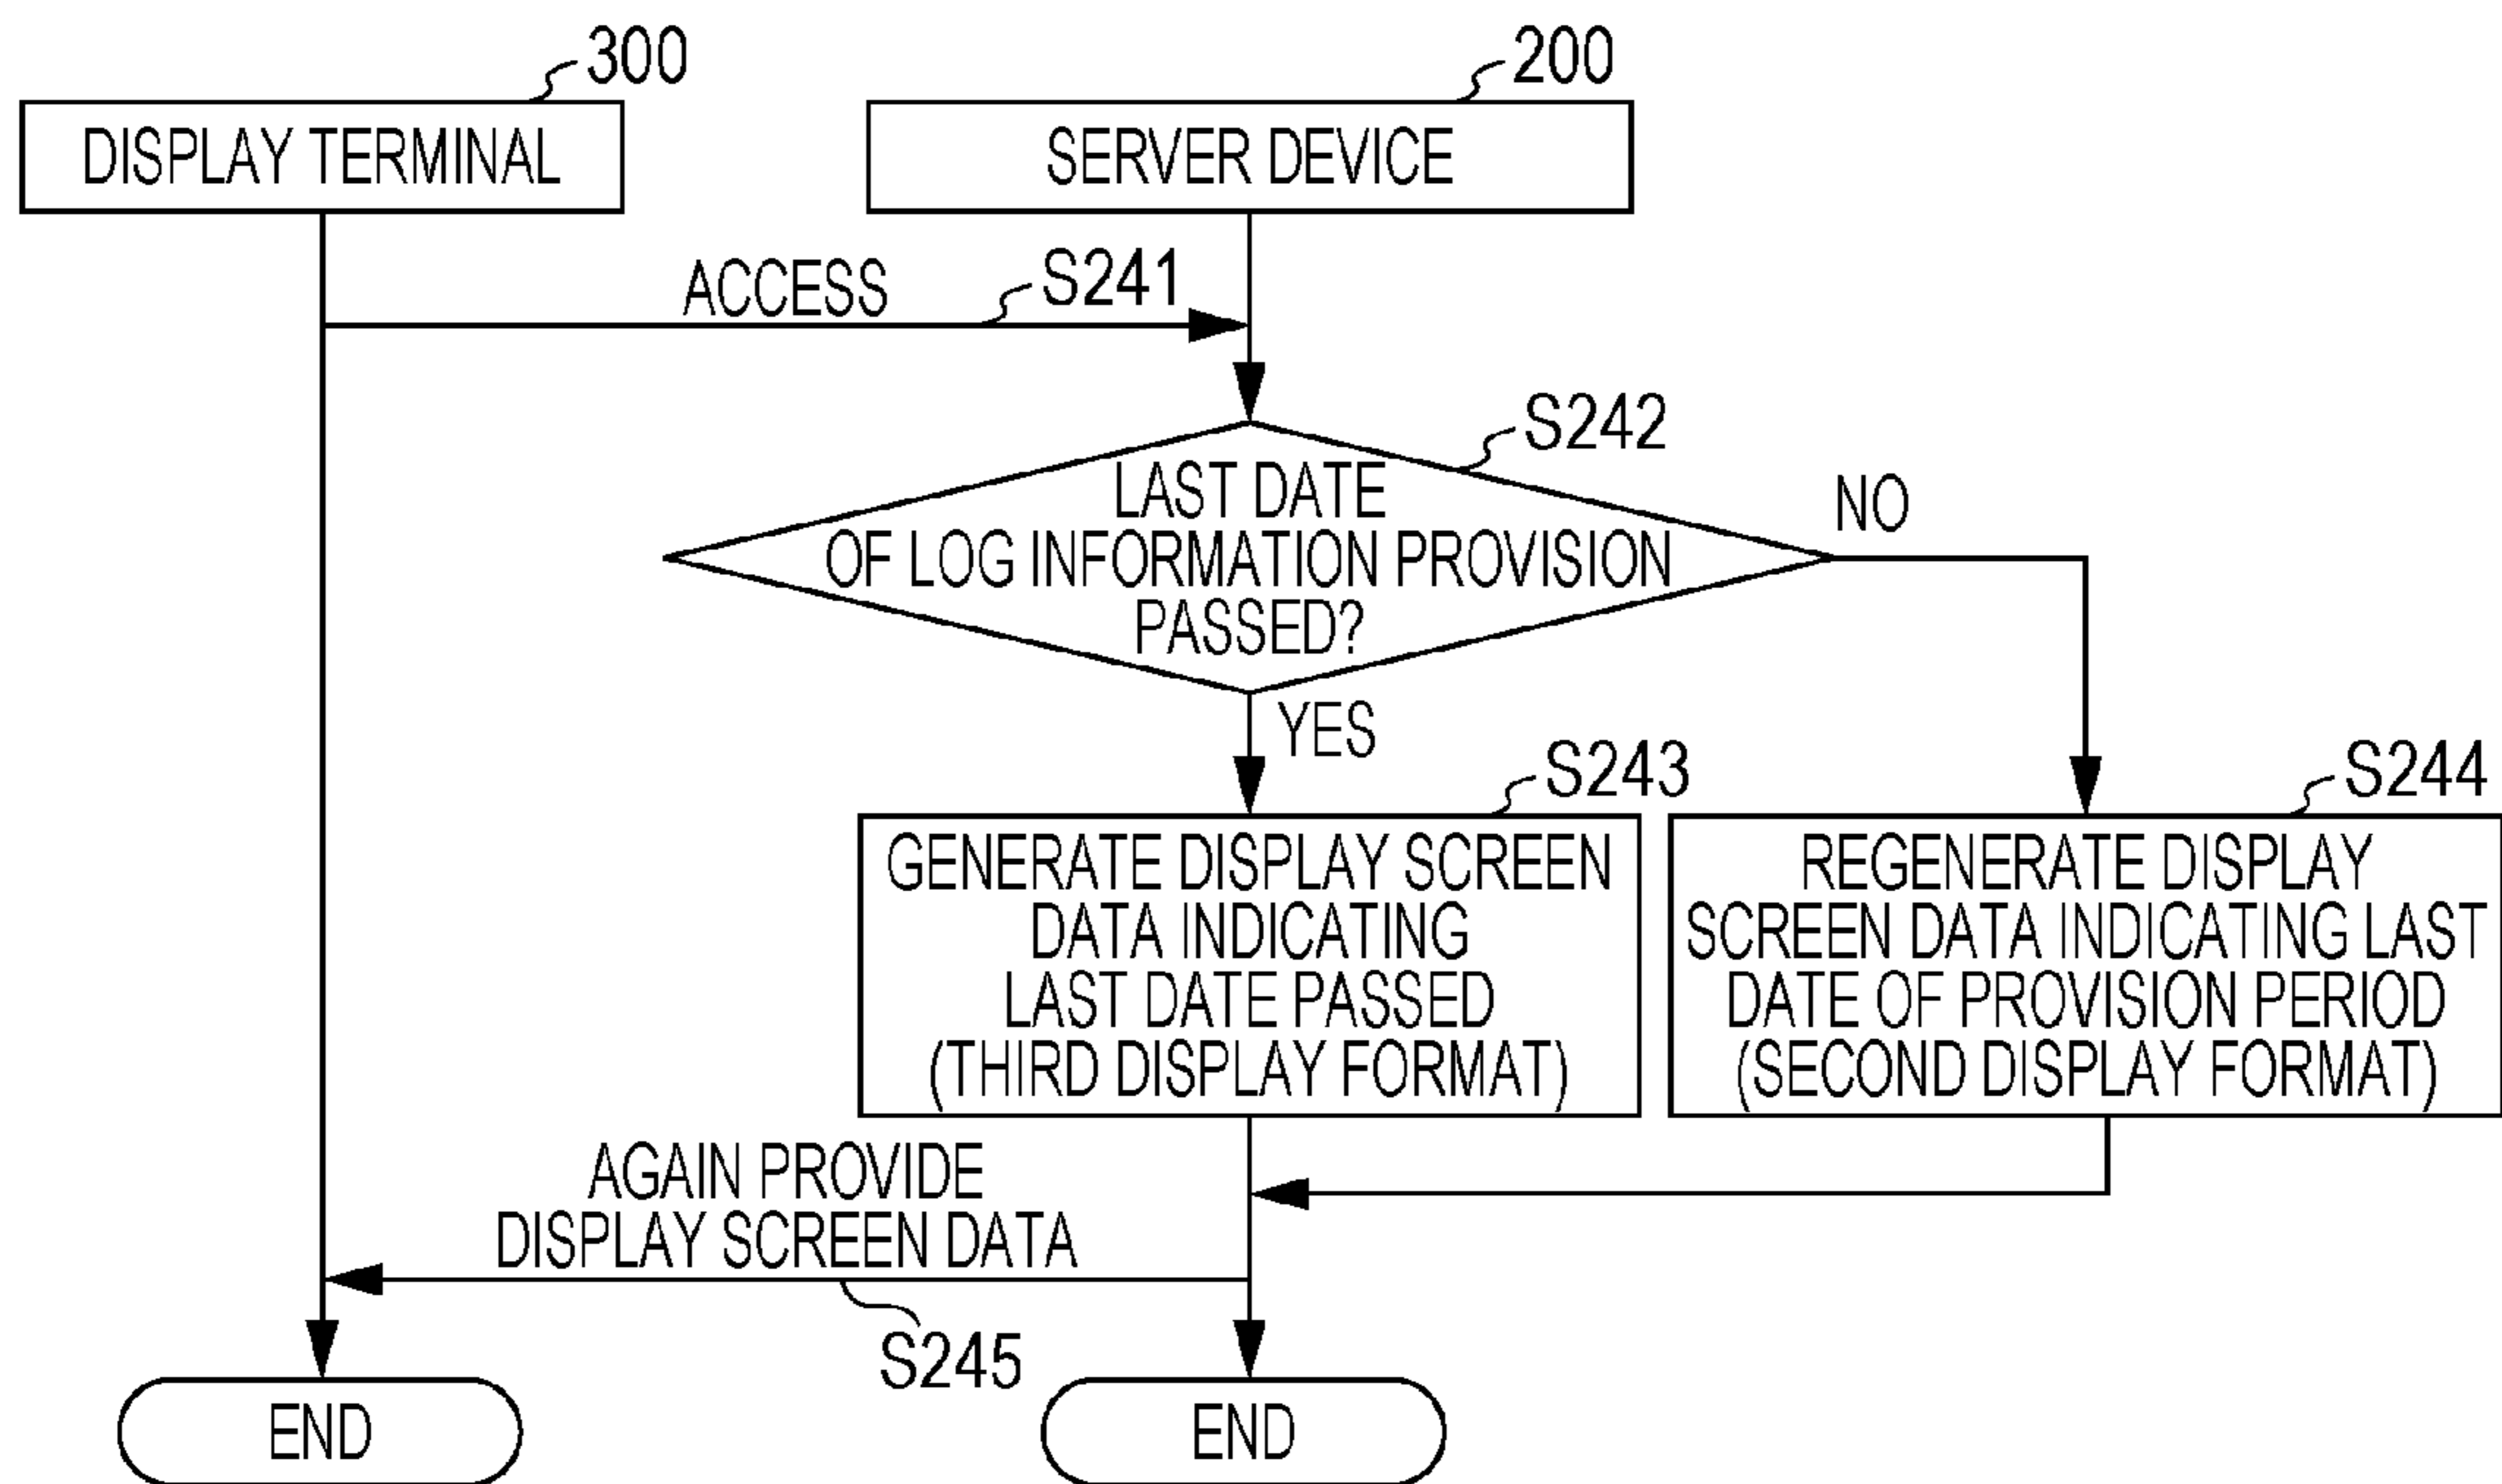 300
200
DISPLAY TERMINAL
SERVER DEVICE
ACCESS
S241
S242
LAST DATE
OF LOG INFORMATION PROVISION
PASSED?
NO
YES
S243
S244
GENERATE DISPLAY SCREEN
DATA INDICATING
LAST DATE PASSED
(THIRD DISPLAY FORMAT)
REGENERATE DISPLAY
SCREEN DATA INDICATING LAST
DATE OF PROVISION PERIOD
(SECOND DISPLAY FORMAT)
AGAIN PROVIDE
DISPLAY SCREEN DATA
S245
END
END